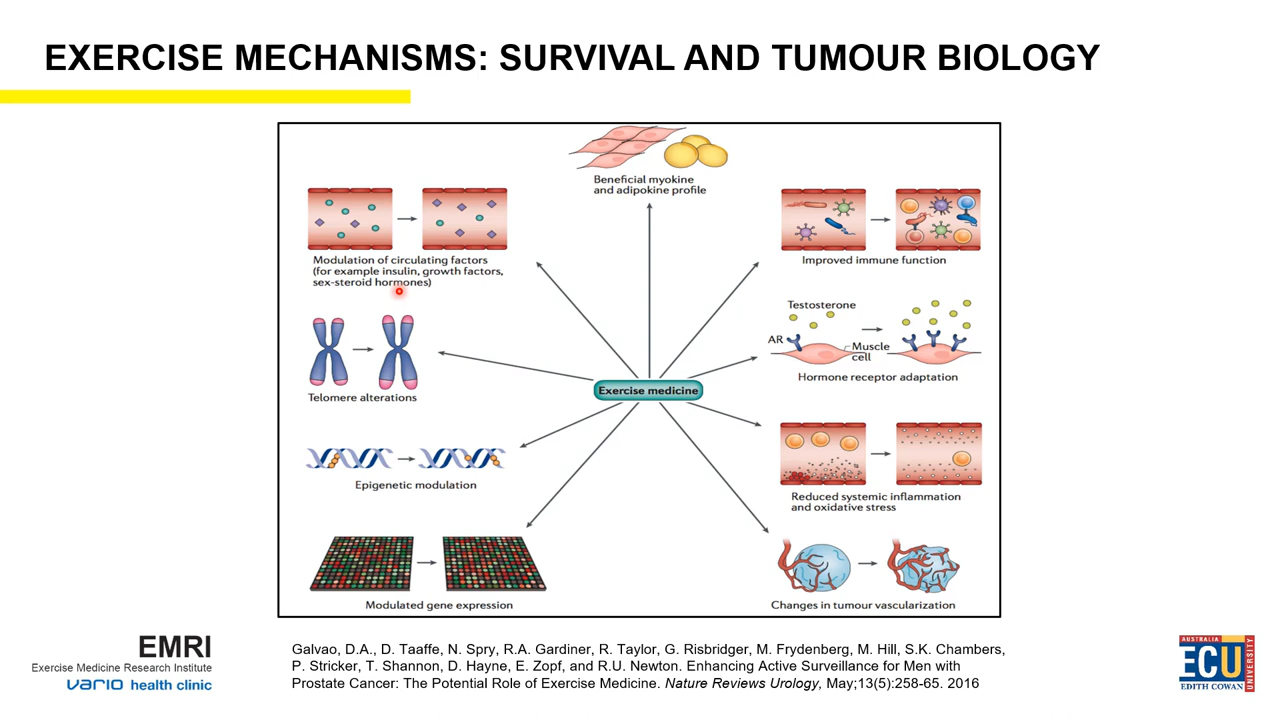 EXERCISE MECHANISMS: SURVIVAL AND TUMOUR BIOLOGY
Beneficial myokine
and adipokine profile
Modulation of circulating factors
(for example insulin, growth factors,
sex-steroid hormones)
Improved immune function
Testosterone
AR
Muscle
cell
Hormone receptor adaptation
Telomere alterations
Exercise medicine
Epigenetic modulation
Reduced systemic inflammation
and oxidative stress
Modulated gene expression
Changes in tumour vascularization
EMRI
Exercise Medicine Research Institute
vario health clinic
Galvao, D.A., D. Taaffe, N. Spry, R.A. Gardiner, R. Taylor, G. Risbridger, M. Frydenberg, M. Hill, S.K. Chambers,
P. Stricker, T. Shannon, D. Hayne, E. Zopf, and R.U. Newton. Enhancing Active Surveillance for Men with
Prostate Cancer: The Potential Role of Exercise Medicine. Nature Reviews Urology, May;13(5):258-65. 2016
AUSTRALIA
ECU
EDITH COWAN
UNIVERSITY